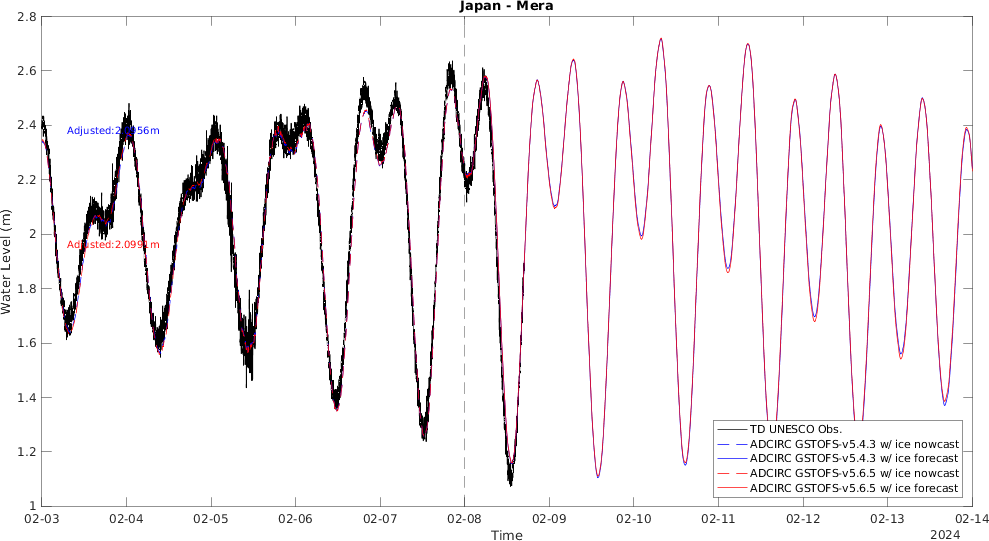 Japan - Mera
2.8
2.6
2.4
2.2
2
1.8
1.6
1.4
1.2
1
Water Level (m)
Adjusted:
Adjusted:2.0991m
TD UNESCO Obs.
ADCIRC GSTOFS-v5.4.3 w/ ice nowcast
ADCIRC GSTOFS-v5.4.3 w/ ice forecast
ADCIRC GSTOFS-v5.6.5 w/ ice nowcast
ADCIRC GSTOFS-v5.6.5 w/ ice forecast
02-03 02-04 02-05 02-06 02-07 02-08 02-09 02-10 02-11 02-12 02-13 02-14
Time
2024